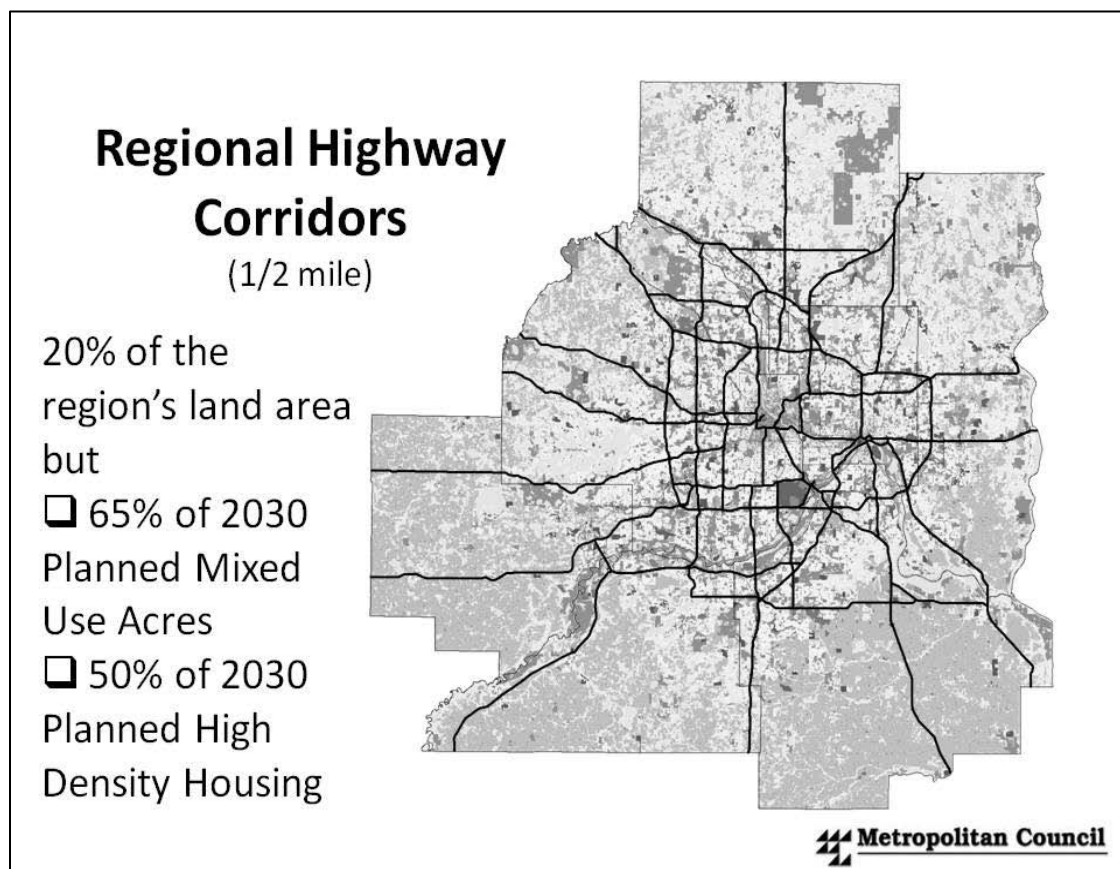 Regional Highway
Corridors
(1/2 mile)
20% of the
region's land area
but
❑ 65% of 2030
Planned Mixed
Use Acres
❑ 50% of 2030
Planned High
Density Housing
Metropolitan Council